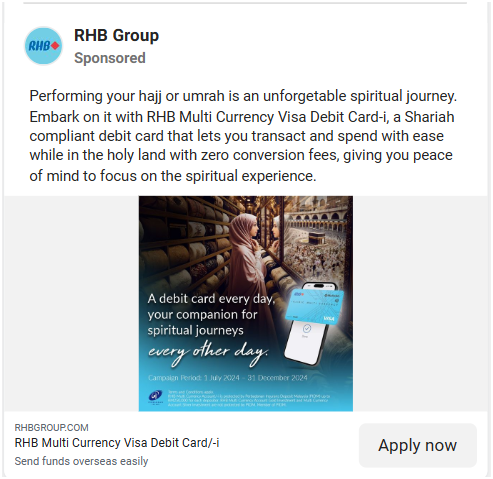 RHB Group
Sponsored
Performing your hajj or umrah is an unforgetable spiritual journey.
Embark on it with RHB Multi Currency Visa Debit Card-i, a Shariah
compliant debit card that lets you transact and spend with ease
while in the holy land with zero conversion fees, giving you peace
of mind to focus on the spiritual experience.
A debit card every day,
your companion for
spiritual journeys
every other day.
Campaign Period: 1 July 2024 - 31 December 2024
RHB
VISA
RHBGROUP.COM
RHB Multi Currency Visa Debit Card/-i
Send funds overseas easily
Apply now